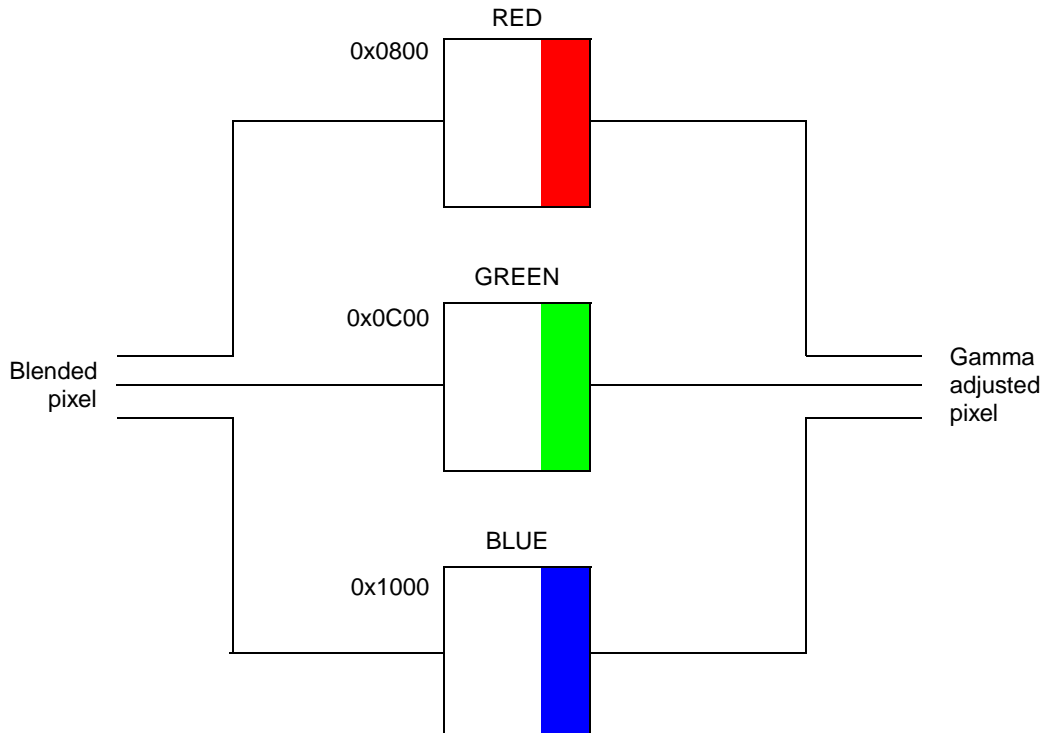 RED
0x0800
GREEN
0x0C00
Blended
pixel
Gamma
adjusted
pixel
BLUE
0x1000